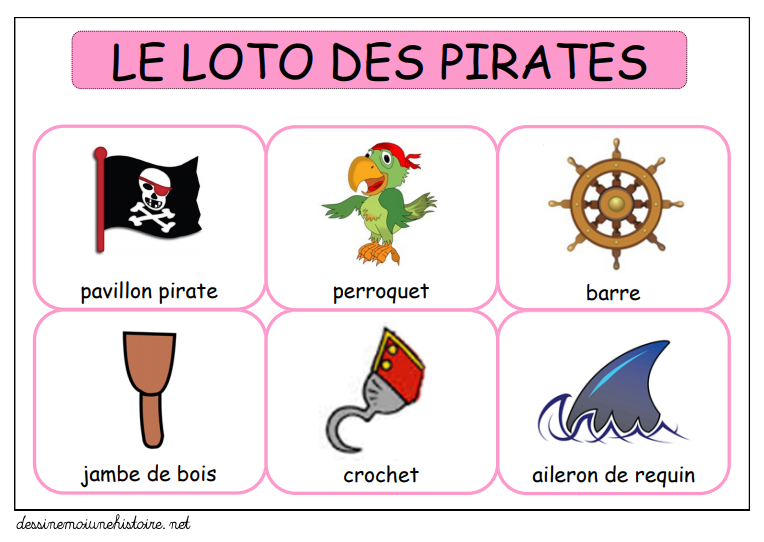 LE LOTO DES PIRATES
pavillon pirate
perroquet
barre
jambe de bois
crochet
aileron de requin
dessinemoiunehistoire.net